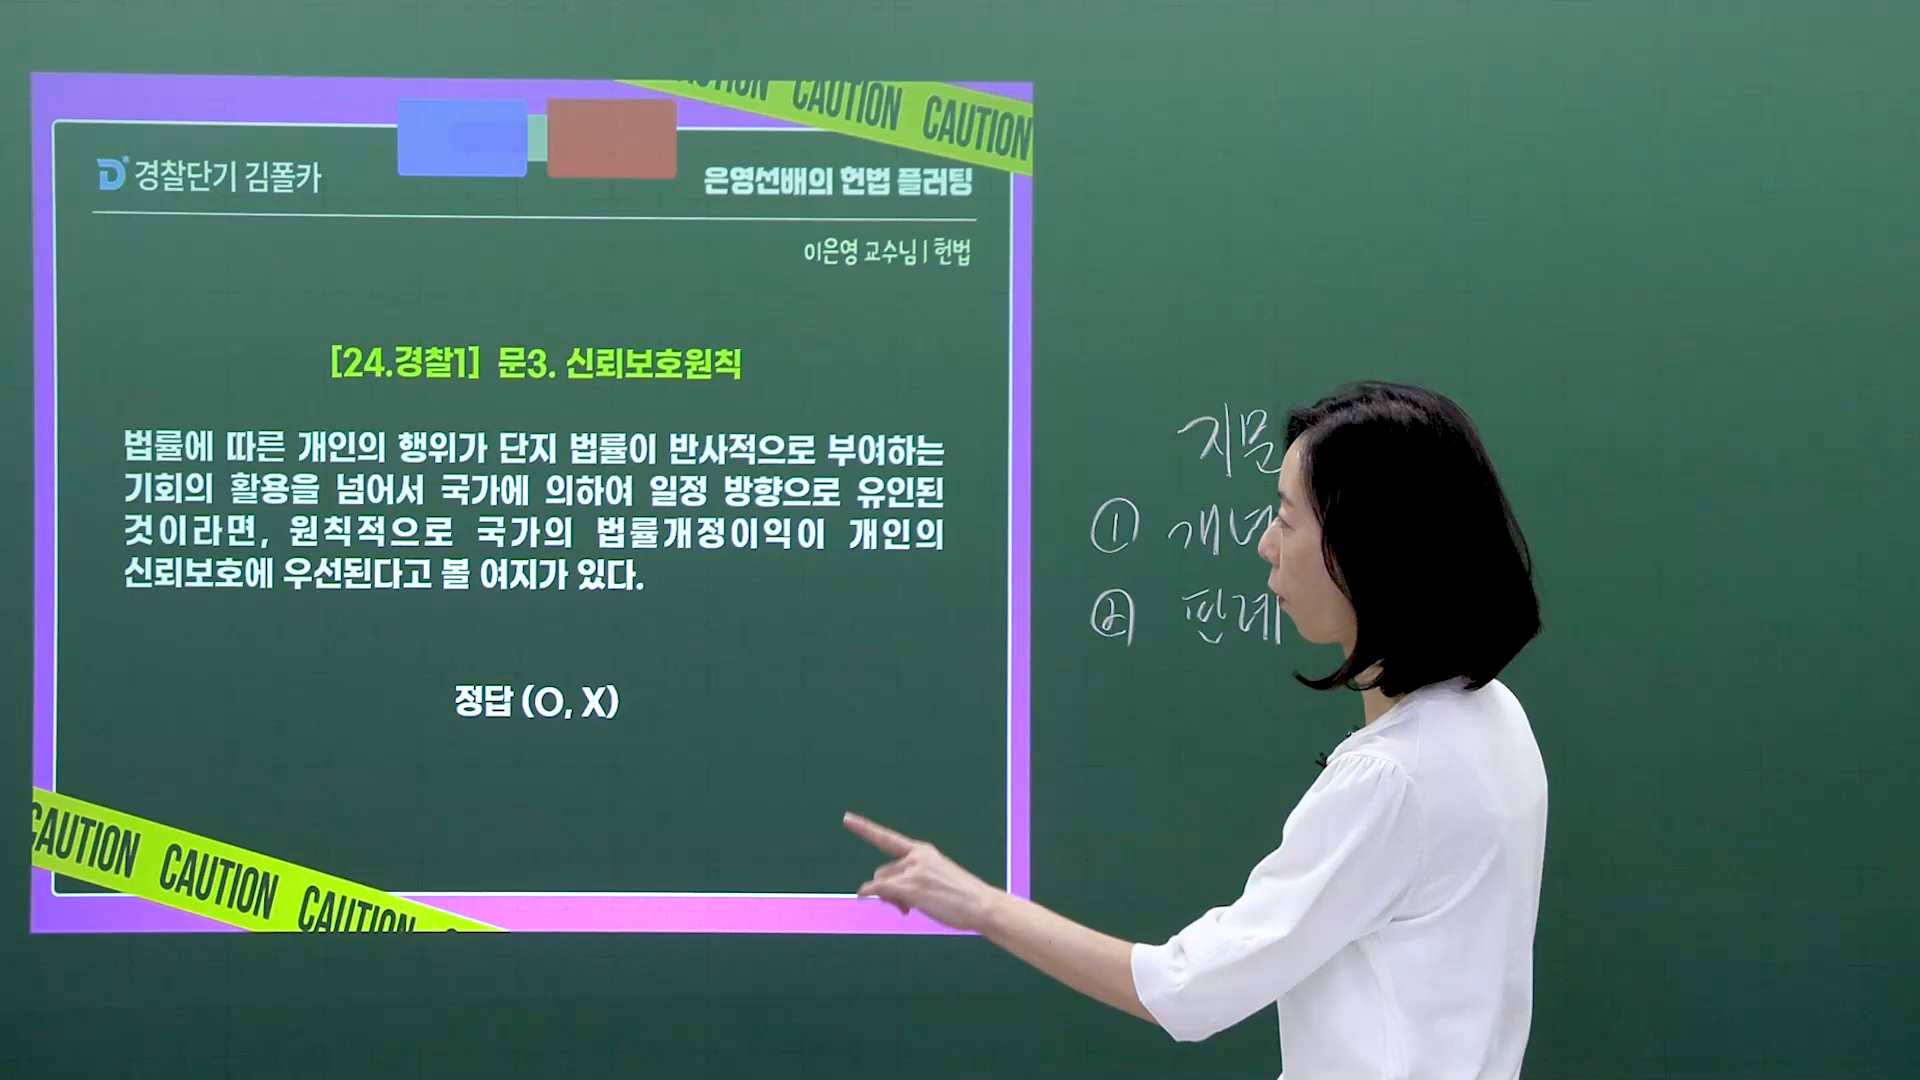 CAUTION CAUTION
경찰단기 김폴카
은영선배의 헌법 플러팅
이은영 교수님 | 헌법
[24.경찰1] 문3. 신뢰보호원칙
법률에 따른 개인의 행위가 단지 법률이 반사적으로 부여하는
기회의 활용을 넘어서 국가에 의하여 일정 방향으로 유인된
것이라면, 원칙적으로 국가의 법률개정이익이 개인의
신뢰보호에 우선된다고 볼 여지가 있다.
정답 (O, X)
CAUTION CAUTION CAUTION
지문
①
② 판례